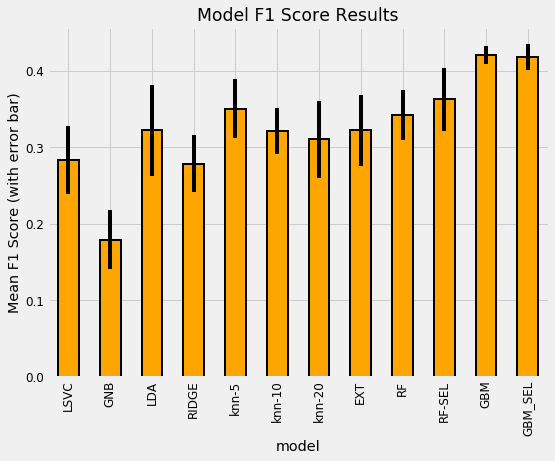 Model F1 Score Results
Mean F1 Score (with error bar)
0.4
0.3
0.2
0.1
0.0
LSVC
GNB
LDA
RIDGE
knn-5
knn-10
knn-20
EXT
RF
RF-SEL
GBM
GBM_SEL
model